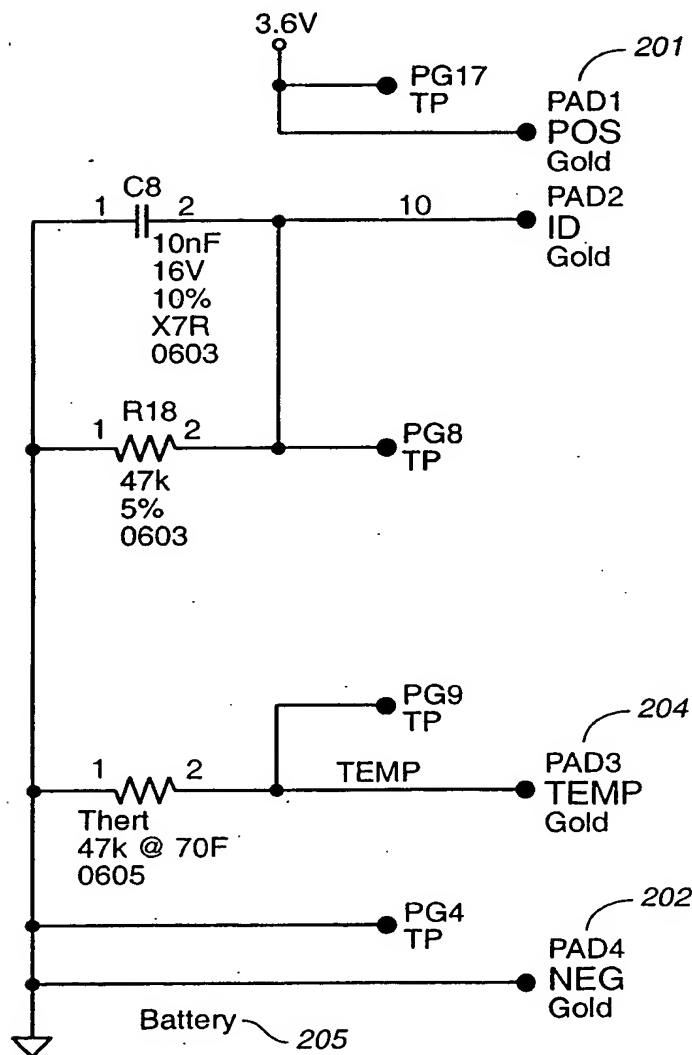 3.6V
201
PG17
TP
PAD1
POS
Gold
C8
1 2
10nF
16V
10%
X7R
0603
10
PAD2
ID
Gold
R18
1 2
47k
5%
0603
PG8
TP
PG9
TP
204
1 2
TEMP
PAD3
TEMP
Gold
Thert
47k @ 70F
0605
PG4
TP
202
PAD4
NEG
Gold
Battery 205